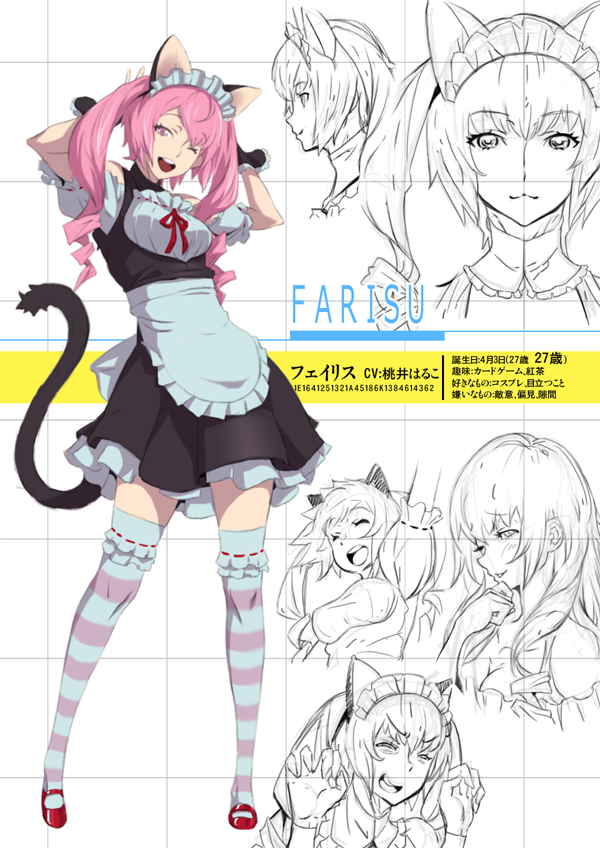 FARISU
フェイリス CV:桃井はるこ
1E1641251321A45186K1384614362
誕生日:4月3日(27歳 27歳)
趣味:カードゲーム,紅茶
好きなもの:コスプレ,目立つこと
嫌いなもの:敵意、偏見、隙間